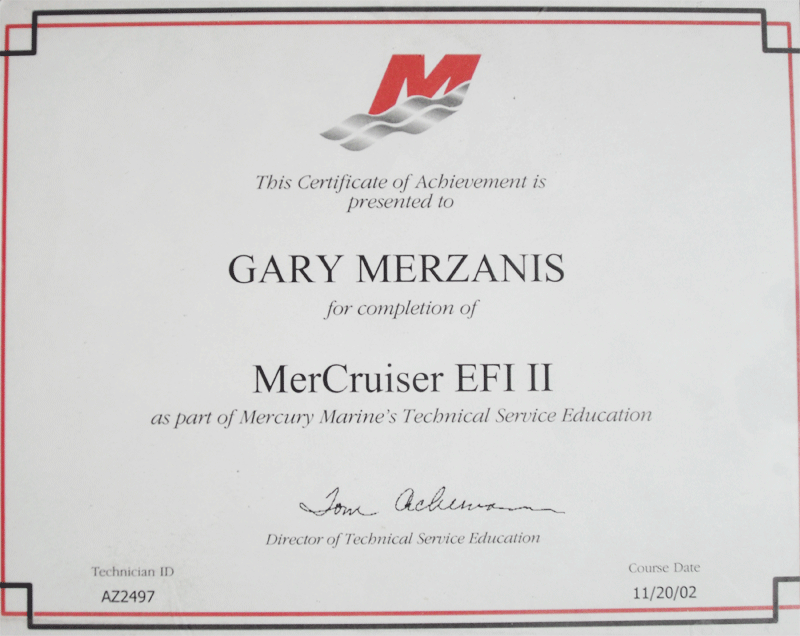 M
This Certificate of Achievement is
presented to
GARY MERZANIS
for completion of
MerCruiser EFI II
as part of Mercury Marine's Technical Service Education
Tom
Director of Technical Service Education
Technician ID
AZ2497
Course Date
11/20/02